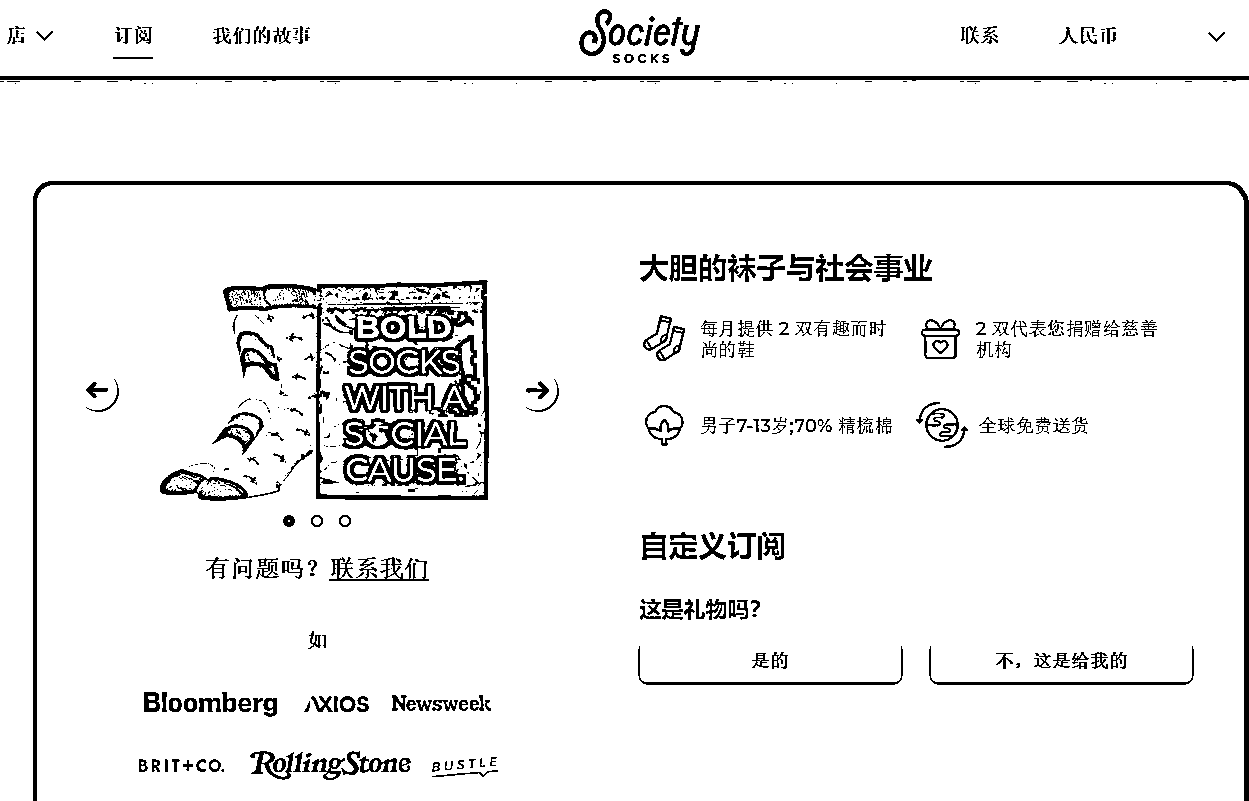 店
订阅
我们的故事
Society
SOCKS
联系
人民币
BOLD
SOCKS
WITH A
SOCIAL
CAUSE.
有问题吗？联系我们
如
Bloomberg
AXIOS
Newsweek
BRIT+CO.
RollingStone
BUSTLE
大胆的袜子与社会事业
每月提供 2 双有趣而时
尚的鞋
2 双代表您捐赠给慈善
机构
男子7-13岁;70% 精梳棉
全球免费送货
自定义订阅
这是礼物吗?
是的
不，这是给我的